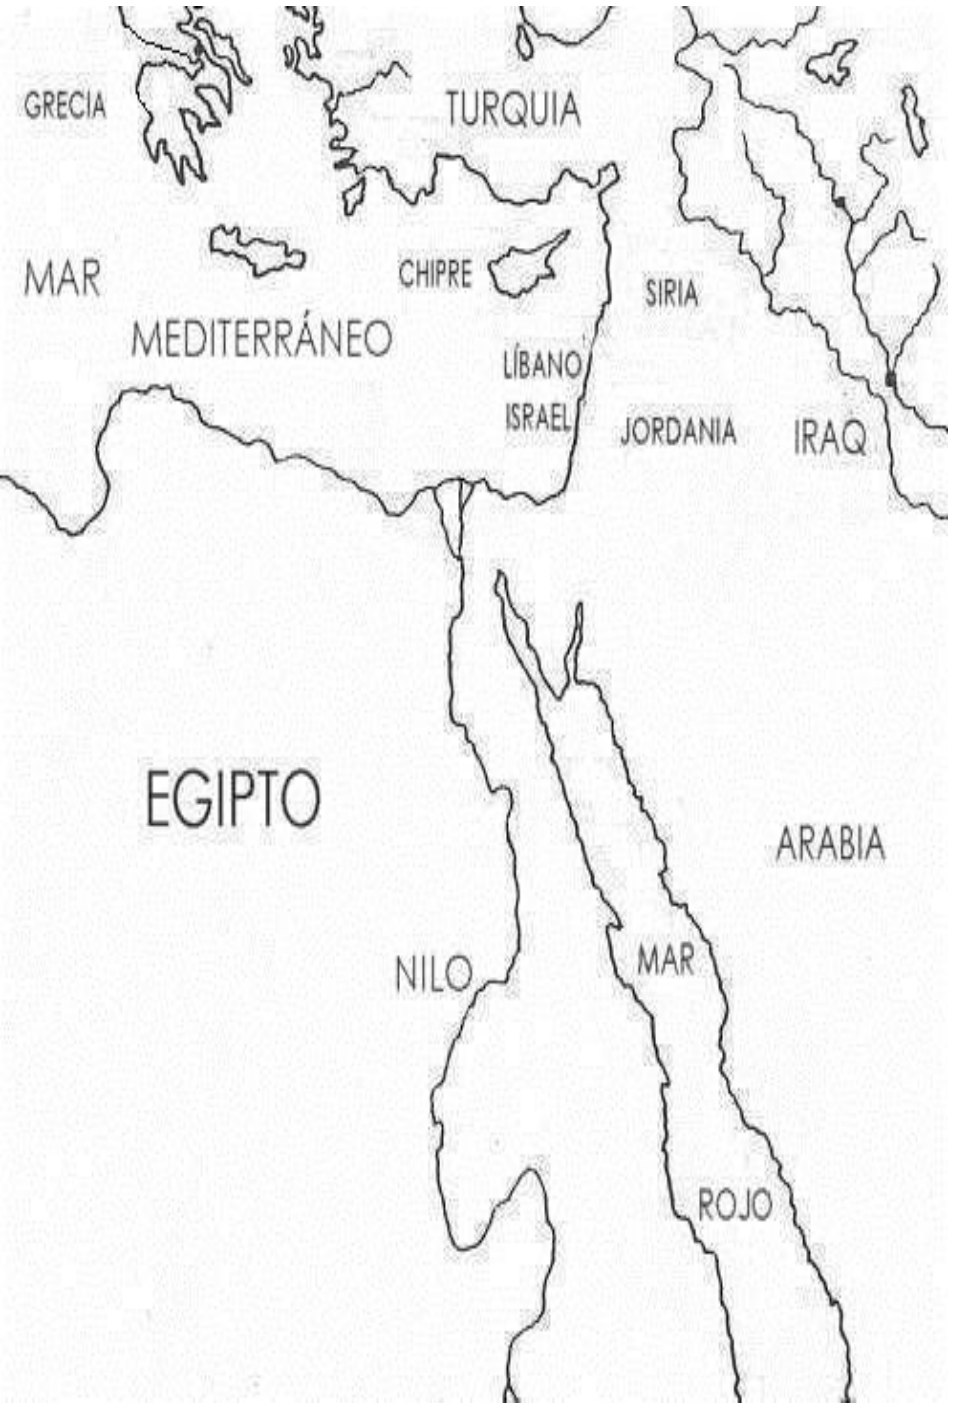 GRECIA
TURQUIA
MAR
MEDITERRÁNEO
CHIPRE
SIRIA
LÍBANO
ISRAEL
JORDANIA
IRAQ
EGIPTO
ARABIA
NILO
MAR
ROJO